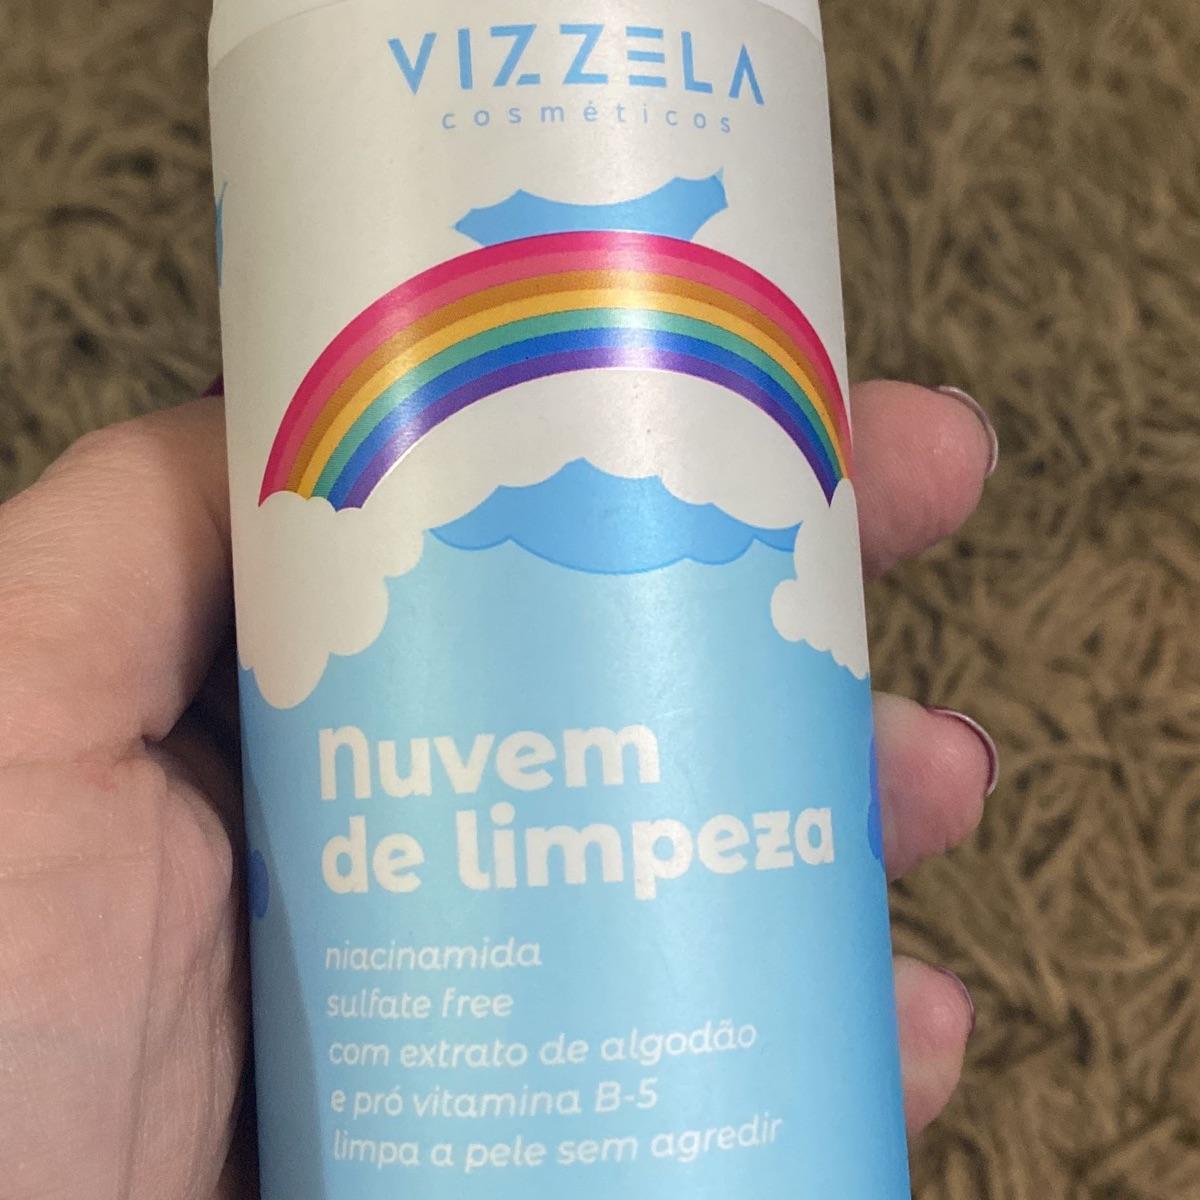 VIZZELA
cosméticos
nuvem
de limpeza
niacinamida
sulfate free
com extrato de algodão
e pró vitamina B-5
limpa a pele sem agredir